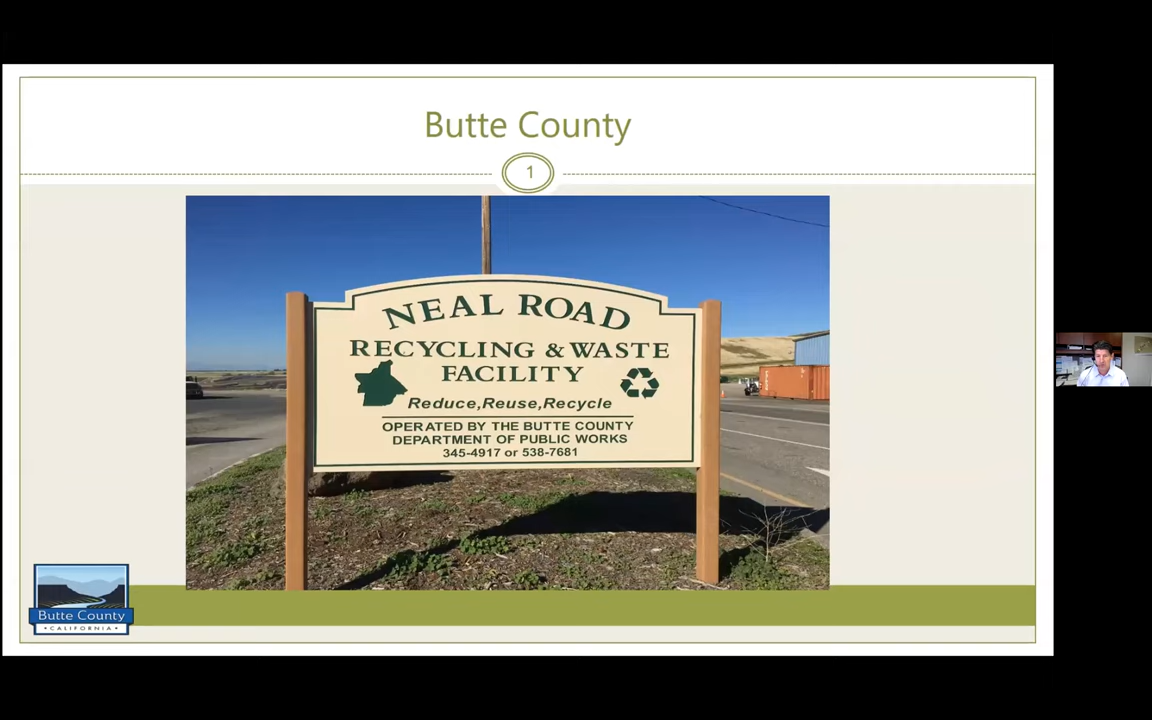 Butte County
1
NEAL ROAD
RECYCLING & WASTE
FACILITY
Reduce,Reuse,Recycle
OPERATED BY THE BUTTE COUNTY
DEPARTMENT OF PUBLIC WORKS
345-4917 or 538-7681
Butte County
•CALIFORNIA•